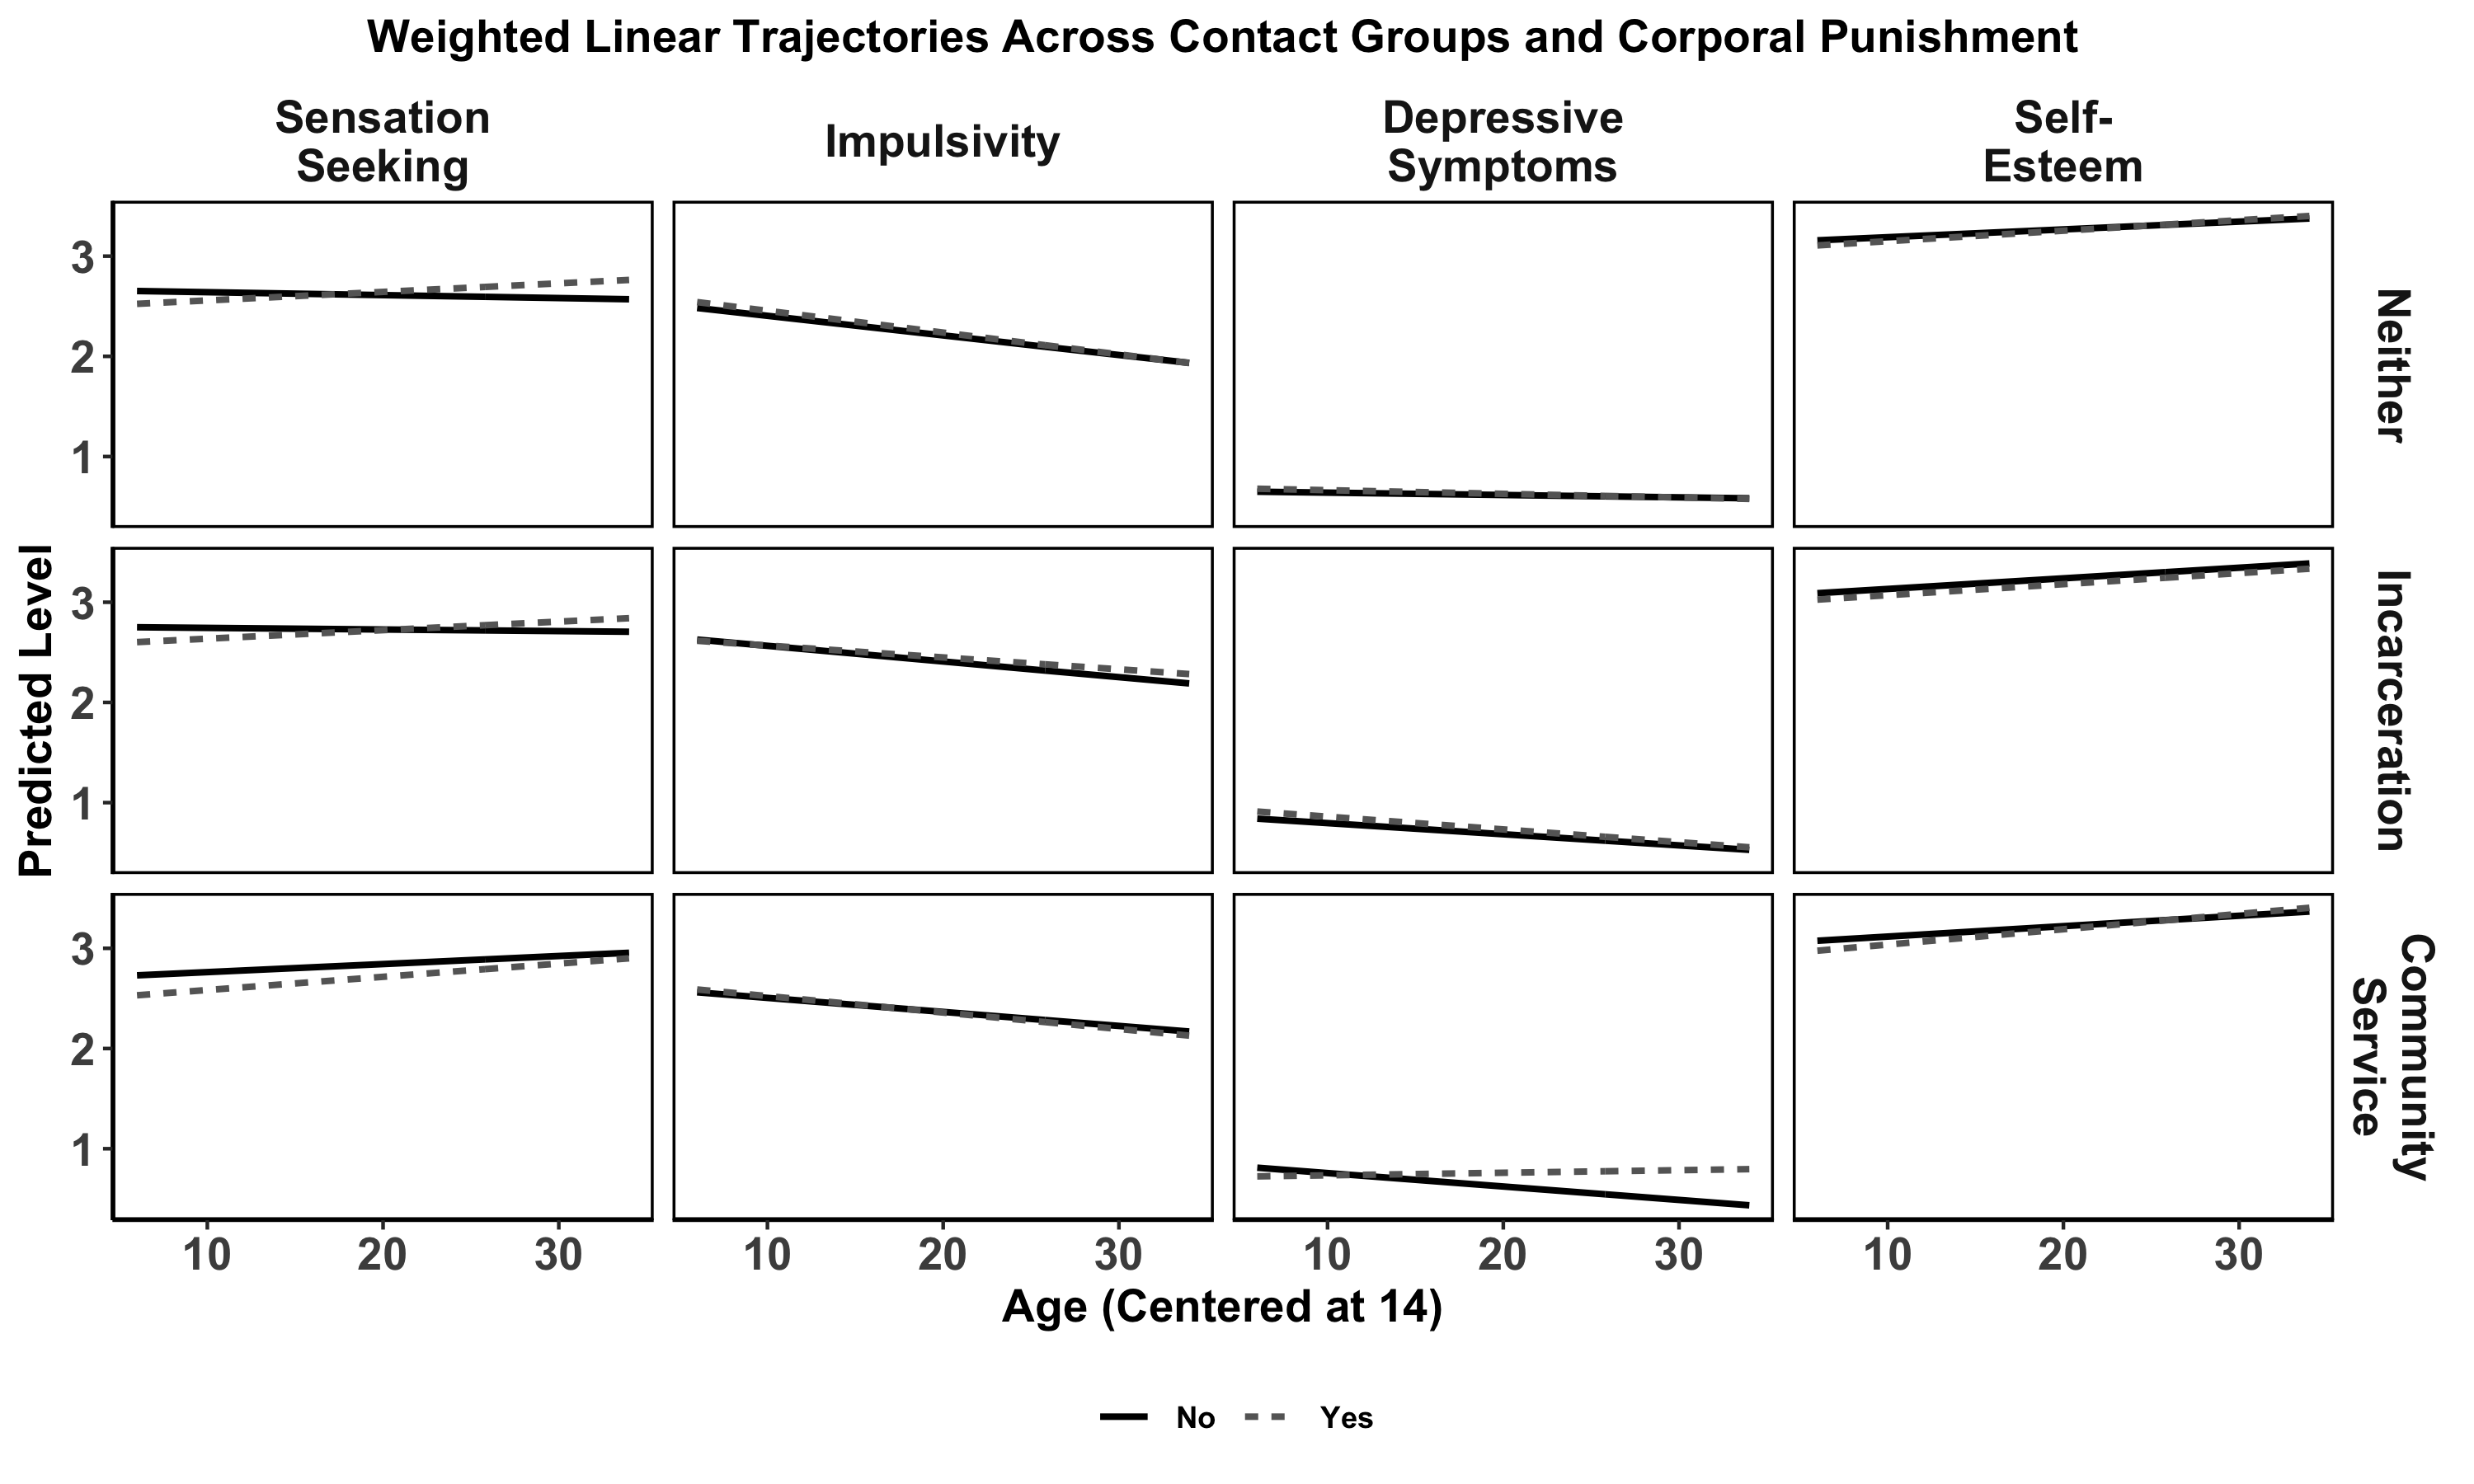 Weighted Linear Trajectories Across Contact Groups and Corporal Punishment
Sensation
Seeking
Impulsivity
Depressive
Symptoms
Self-
Esteem
Predicted Level
3
2
1
Neither
3
2
1
Incarceration
3
2
1
Community
Service
10 20 30
10 20 30
10 20 30
10 20 30
Age (Centered at 14)
No Yes